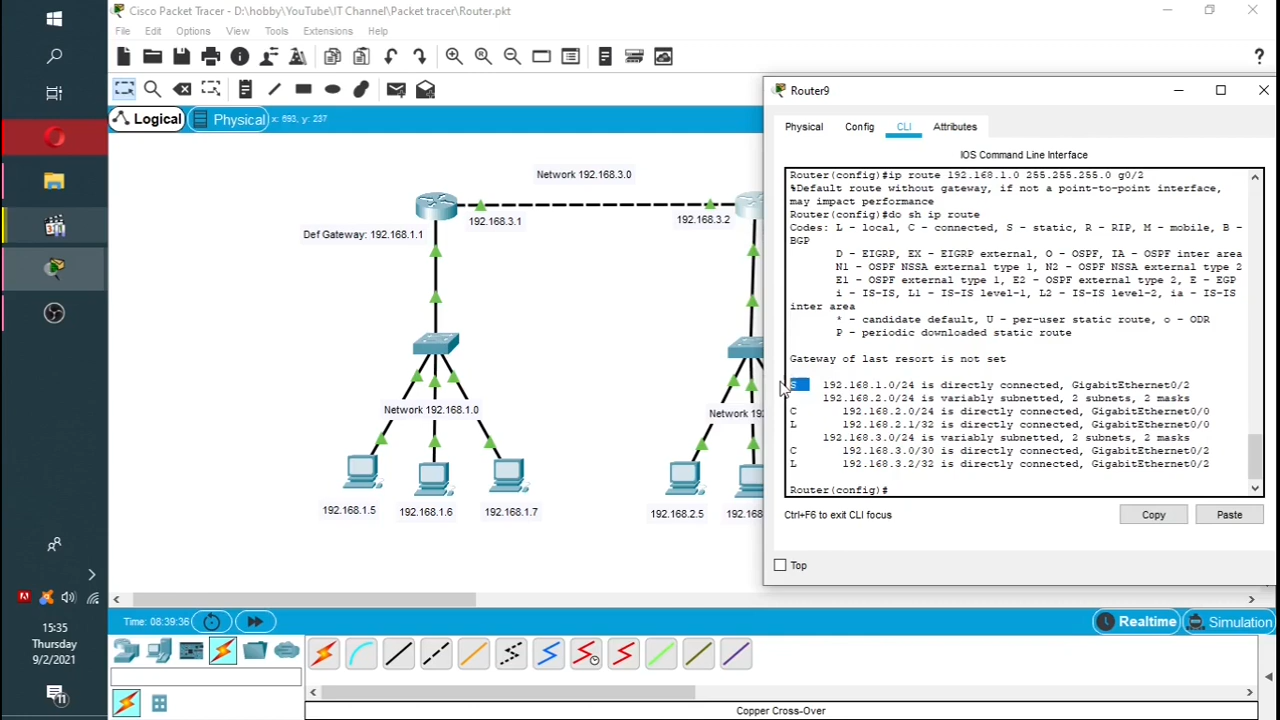 Cisco Packet Tracer - D:\hobby\YouTube\IT Channel\Packet tracer\Router.pkt
File Edit Options View Tools Extensions Help
?
Logical Physical x: 593, y: 237
Network 192.168.3.0
192.168.3.1
192.168.3.2
Def Gateway: 192.168.1.1
Network 192.168.1.0
Network 192
192.168.1.5
192.168.1.6
192.168.1.7
192.168.2.5
192.168
Router9
Physical Config CLI Attributes
IOS Command Line Interface
Router(config)#ip route 192.168.1.0 255.255.255.0 g0/2
%Default route without gateway, if not a point-to-point interface,
may impact performance
Router(config)#do sh ip route
Codes: L - local, C - connected, S - static, R - RIP, M - mobile, B -
BGP
D - EIGRP, EX - EIGRP external, O - OSPF, IA - OSPF inter area
N1 - OSPF NSSA external type 1, N2 - OSPF NSSA external type 2
E1 - OSPF external type 1, E2 - OSPF external type 2, E - EGP
i - IS-IS, L1 - IS-IS level-1, L2 - IS-IS level-2, ia - IS-IS
inter area
* - candidate default, U - per-user static route, o - ODR
P - periodic downloaded static route
Gateway of last resort is not set
S 192.168.1.0/24 is directly connected, GigabitEthernet0/2
192.168.2.0/24 is variably subnetted, 2 subnets, 2 masks
C 192.168.2.0/24 is directly connected, GigabitEthernet0/0
L 192.168.2.1/32 is directly connected, GigabitEthernet0/0
192.168.3.0/24 is variably subnetted, 2 subnets, 2 masks
C 192.168.3.0/30 is directly connected, GigabitEthernet0/2
L 192.168.3.2/32 is directly connected, GigabitEthernet0/2
Router(config)#
Ctrl+F6 to exit CLI focus
Copy Paste
Top
Time: 08:39:36
Realtime Simulation
Copper Cross-Over
15:35
Thursday
9/2/2021
11